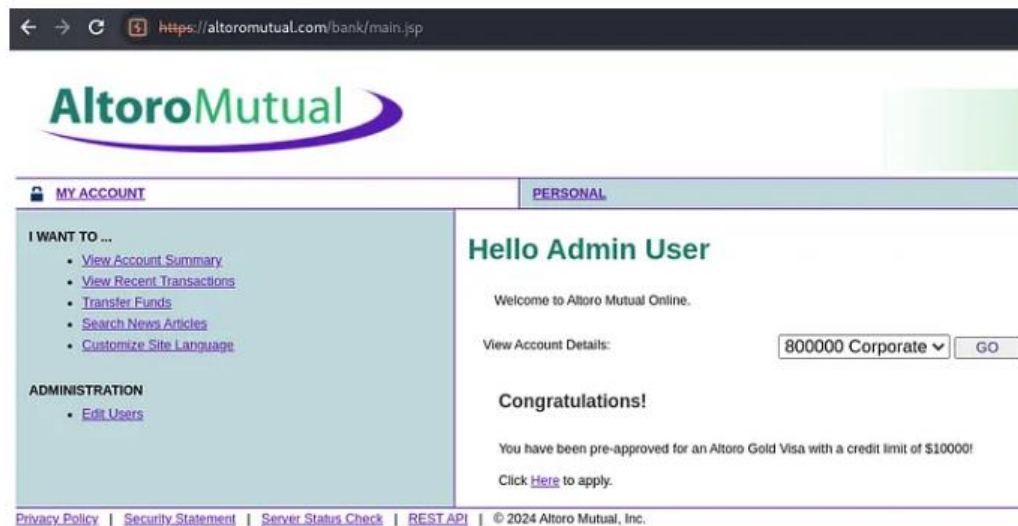 https://altoromutual.com/bank/main.jsp
AltoroMutual
MY ACCOUNT
PERSONAL
I WANT TO ...
View Account Summary
View Recent Transactions
Transfer Funds
Search News Articles
Customize Site Language
ADMINISTRATION
Edit Users
Hello Admin User
Welcome to Altoro Mutual Online.
View Account Details:
800000 Corporate
GO
Congratulations!
You have been pre-approved for an Altoro Gold Visa with a credit limit of $10000!
Click Here to apply.
Privacy Policy | Security Statement | Server Status Check | REST API | © 2024 Altoro Mutual, Inc.